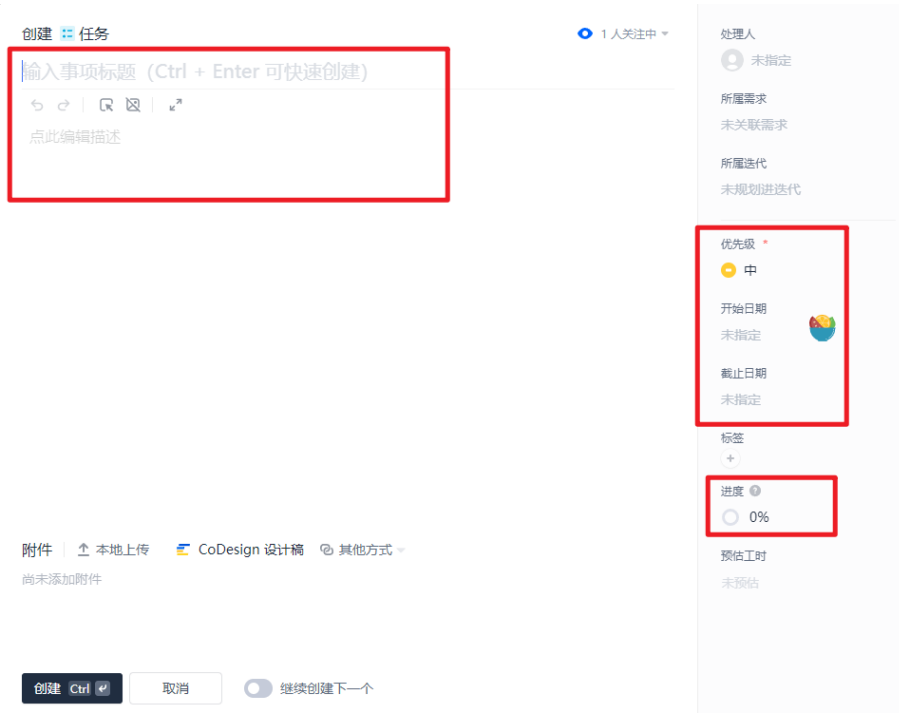 创建 任务
1 人关注中
输入事项标题（Ctrl + Enter 可快速创建）
点此编辑描述
附件 本地上传 CoDesign 设计稿 其他方式
尚未添加附件
创建 Ctrl ↵ 取消 继续创建下一个
处理人
未指定
所属需求
未关联需求
所属迭代
未规划进迭代
优先级 *
中
开始日期
未指定
截止日期
未指定
标签
+
进度 ?
0%
预估工时
未预估